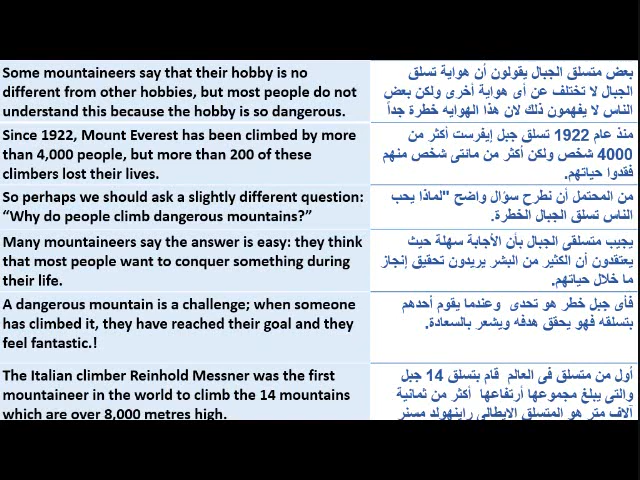 Some mountaineers say that their hobby is no
different from other hobbies, but most people do not
understand this because the hobby is so dangerous.
بعض متسلق الجبال يقولون أن هواية تسلق
الجبال لا تختلف عن أى هواية أخرى ولكن بعض
الناس لا يفهمون ذلك لان هذا الهوايه خطرة جداً
Since 1922, Mount Everest has been climbed by more
than 4,000 people, but more than 200 of these
climbers lost their lives.
منذ عام 1922 تسلق جبل إيفرست أكثر من
4000 شخص ولكن أكثر من مانتى شخص منهم
فقدوا حياتهم.
So perhaps we should ask a slightly different question:
“Why do people climb dangerous mountains?”
من المحتمل أن نطرح سؤال واضح "لماذا يحب
الناس تسلق الجبال الخطرة.
Many mountaineers say the answer is easy: they think
that most people want to conquer something during
their life.
يجيب متسلقى الجبال بأن الأجابة سهلة حيث
يعتقدون أن الكثير من البشر يريدون تحقيق إنجاز
ما خلال حياتهم.
A dangerous mountain is a challenge; when someone
has climbed it, they have reached their goal and they
feel fantastic.!
فأى جبل خطر هو تحدى وعندما يقوم أحدهم
بتسلقه فهو يحقق هدفه ويشعر بالسعادة.
The Italian climber Reinhold Messner was the first
mountaineer in the world to climb the 14 mountains
which are over 8,000 metres high.
أول من متسلق فى العالم قام بتسلق 14 جبل
والتى يبلغ مجموعها أرتفاعها أكثر من ثمانية
آلاف متر هو المتسلق الايطالى راينهولد مسنر